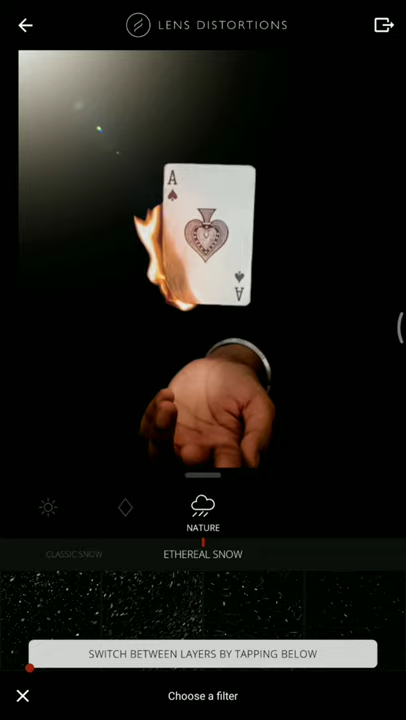 LENS DISTORTIONS
A
A
NATURE
CLASSIC SNOW
ETHEREAL SNOW
SWITCH BETWEEN LAYERS BY TAPPING BELOW
Choose a filter